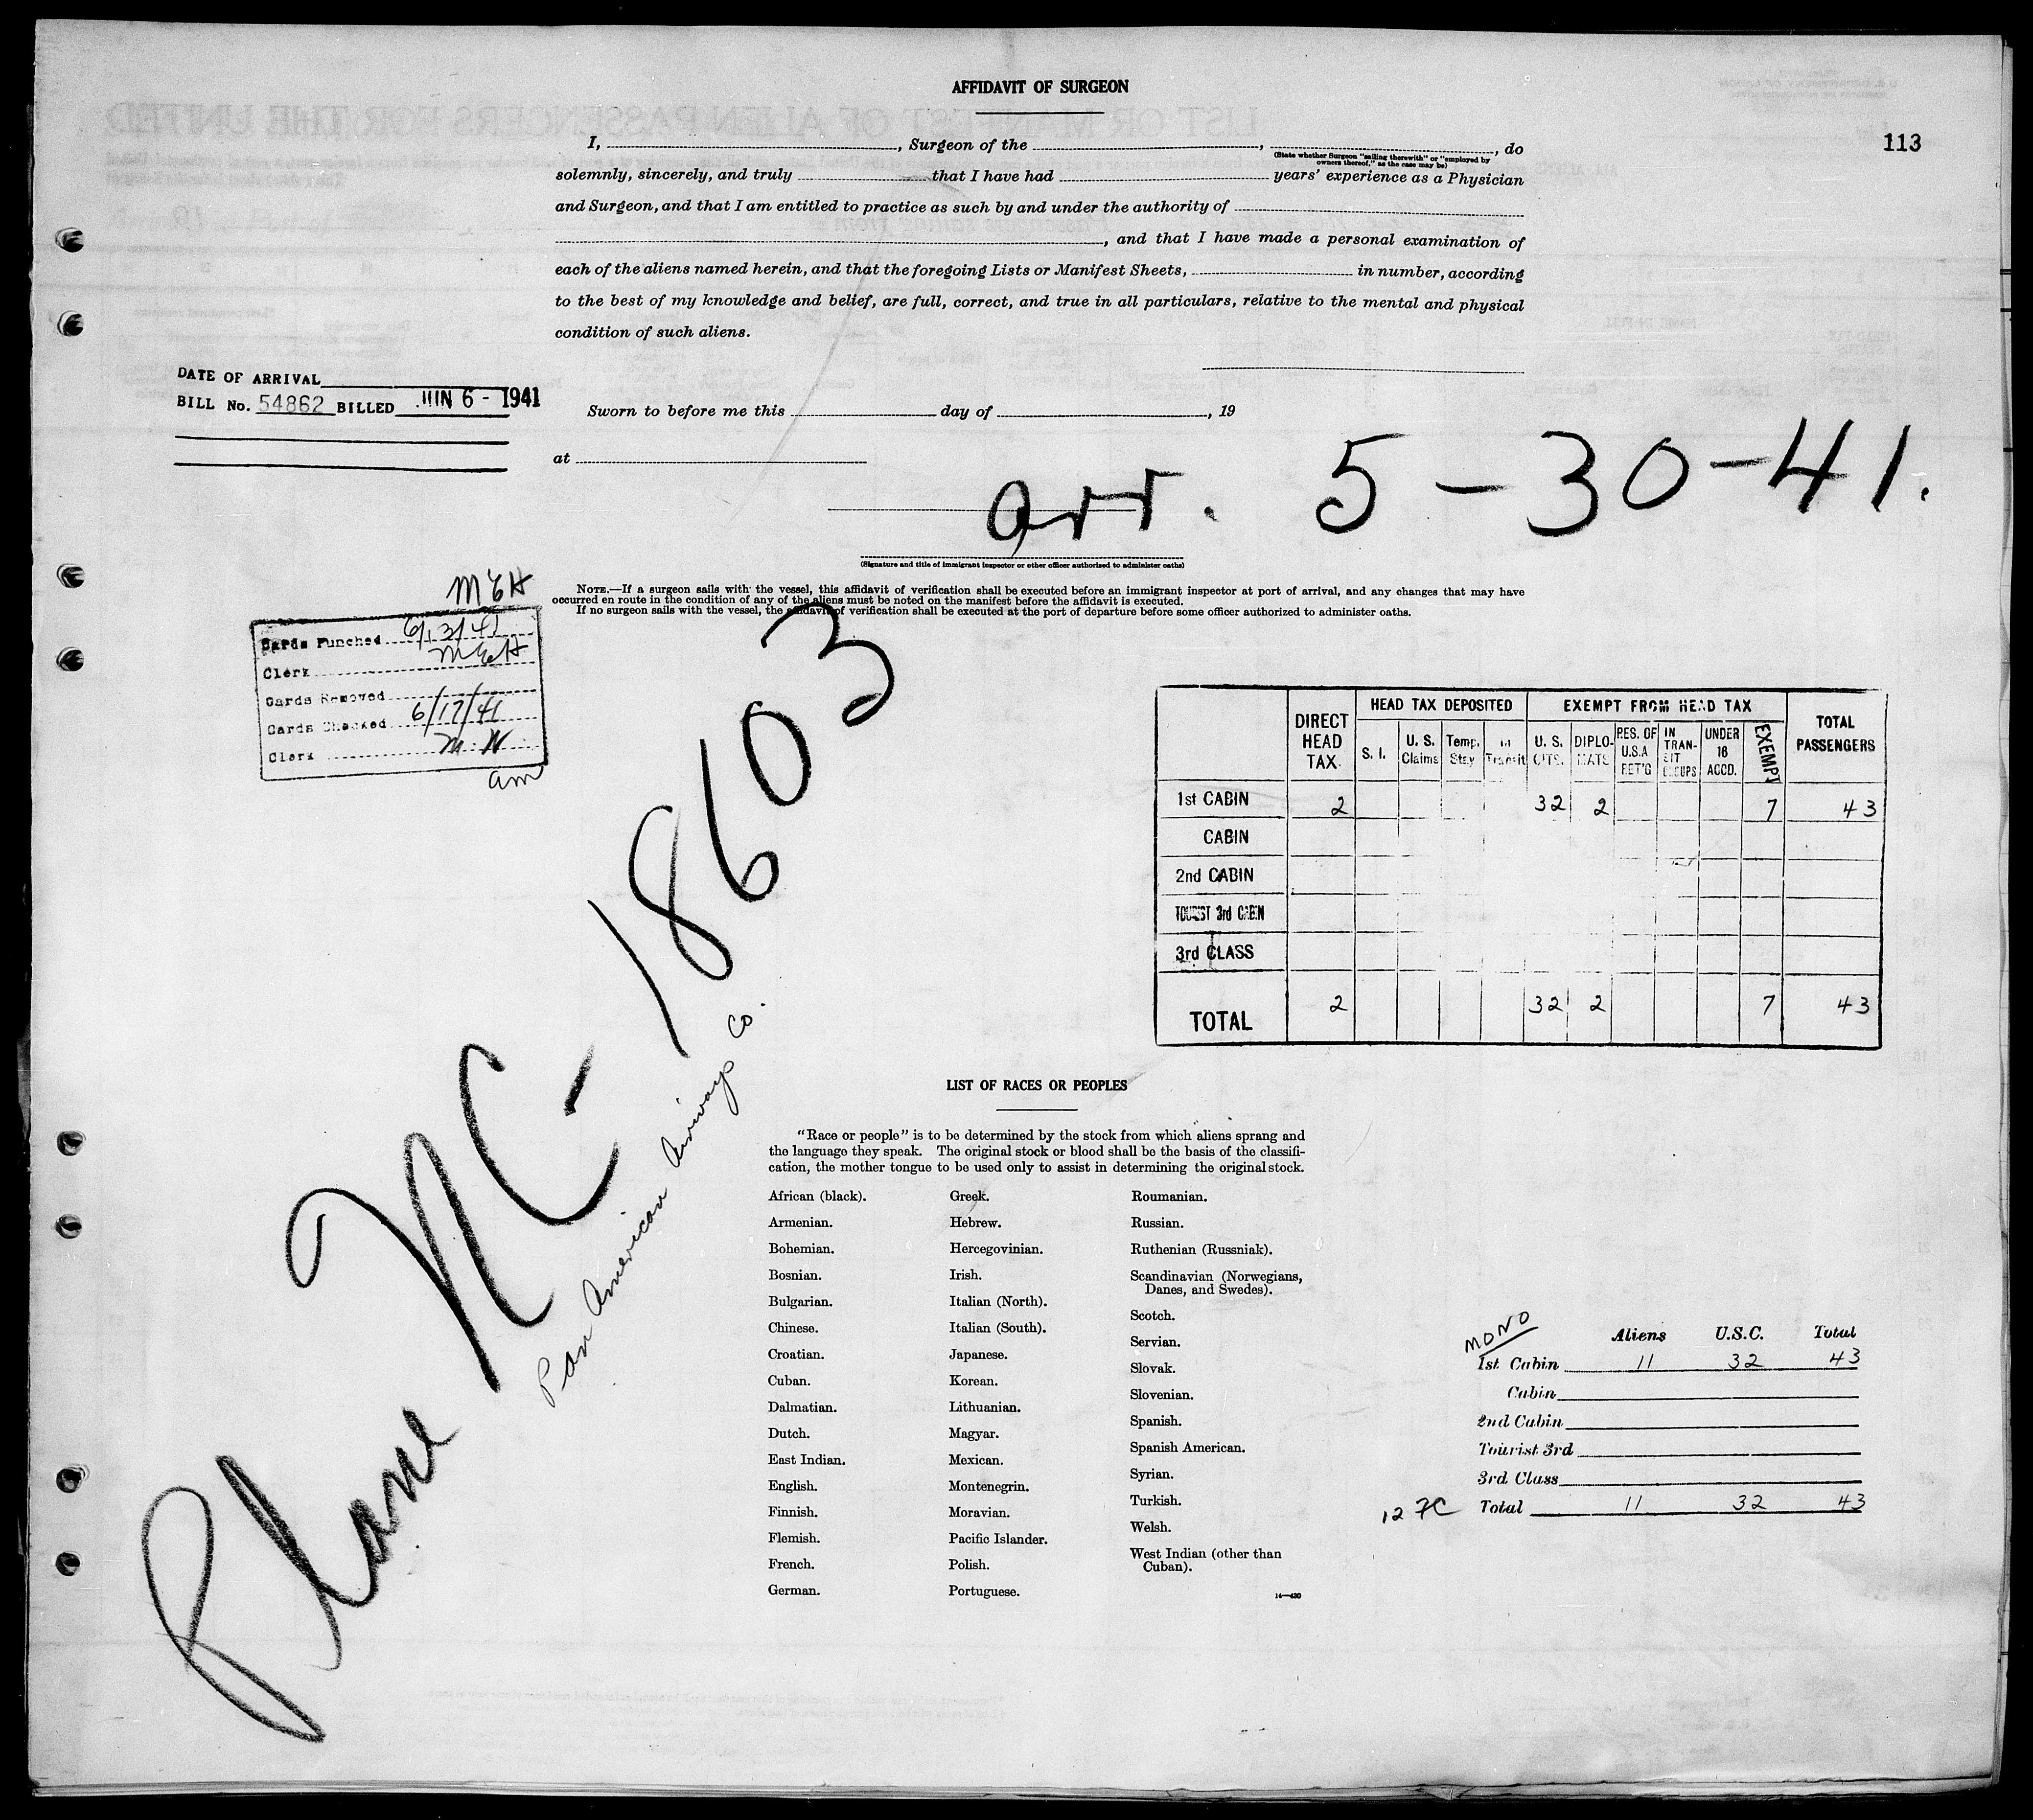 AFFIDAVIT OF SURGEON
113
I, , Surgeon of the , , do
(State whether Surgeon "sailing therewith" or "employed by
owners thereof," as the case may be)
solemnly, sincerely, and truly that I have had years' experience as a Physician
and Surgeon, and that I am entitled to practice as such by and under the authority of
, and that I have made a personal examination of
each of the aliens named herein, and that the foregoing Lists or Manifest Sheets, in number, according
to the best of my knowledge and belief, are full, correct, and true in all particulars, relative to the mental and physical
condition of such aliens.
DATE OF ARRIVAL
BILL No. 54862 BILLED JUN 6 - 1941
Sworn to before me this day of , 19
at
arr. 5-30-41.
(Signature and title of immigrant inspector or other officer authorized to administer oaths)
NOTE.—If a surgeon sails with the vessel, this affidavit of verification shall be executed before an immigrant inspector at port of arrival, and any changes that may have
occurred en route in the condition of any of the aliens must be noted on the manifest before the affidavit is executed.
If no surgeon sails with the vessel, the affidavit of verification shall be executed at the port of departure before some officer authorized to administer oaths.
MEH
Cards Punched 6/13/41
Clerk MEH
Cards Removed
Cards Checked 6/17/41
Clerk M.W.
am
Plane NC-18603
Pan American Airways Co.
DIRECT HEAD TAX
HEAD TAX DEPOSITED
EXEMPT FROM HEAD TAX
TOTAL PASSENGERS
S. I.
U. S. Claims
Temp. Stay
In Transit
U. S. CITS.
DIPLO-MATS
RES. OF U.S.A RET'G
IN TRAN-SIT GROUPS
UNDER 16 ACCD.
EXEMPT
1st CABIN 2 32 2 7 43
CABIN
2nd CABIN
TOURIST 3rd CABIN
3rd CLASS
TOTAL 2 32 2 7 43
LIST OF RACES OR PEOPLES
"Race or people" is to be determined by the stock from which aliens sprang and
the language they speak. The original stock or blood shall be the basis of the classifi-
cation, the mother tongue to be used only to assist in determining the original stock.
African (black).
Armenian.
Bohemian.
Bosnian.
Bulgarian.
Chinese.
Croatian.
Cuban.
Dalmatian.
Dutch.
East Indian.
English.
Finnish.
Flemish.
French.
German.
Greek.
Hebrew.
Hercegovinian.
Irish.
Italian (North).
Italian (South).
Japanese.
Korean.
Lithuanian.
Magyar.
Mexican.
Montenegrin.
Moravian.
Pacific Islander.
Polish.
Portuguese.
Roumanian.
Russian.
Ruthenian (Russniak).
Scandinavian (Norwegians,
Danes, and Swedes).
Scotch.
Servian.
Slovak.
Slovenian.
Spanish.
Spanish American.
Syrian.
Turkish.
Welsh.
West Indian (other than
Cuban).
14—430
MONO
Aliens U.S.C. Total
1st Cabin 11 32 43
Cabin
2nd Cabin
Tourist 3rd
3rd Class
12 FC Total 11 32 43